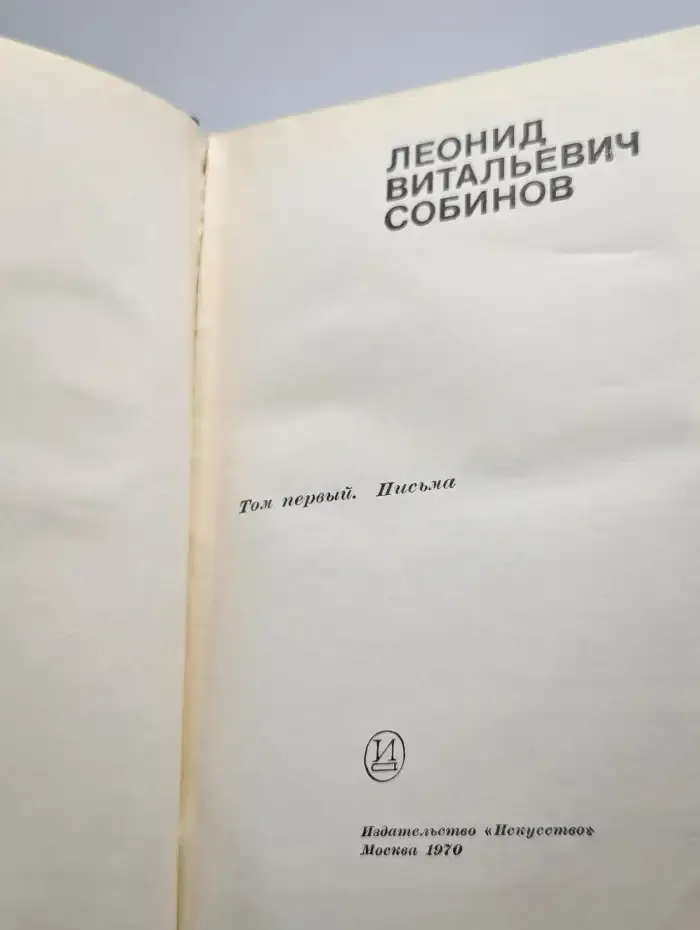 ЛЕОНИД
ВИТАЛЬЕВИЧ
СОБИНОВ
Том первый. Письма
И
Издательство «Искусство»
Москва 1970